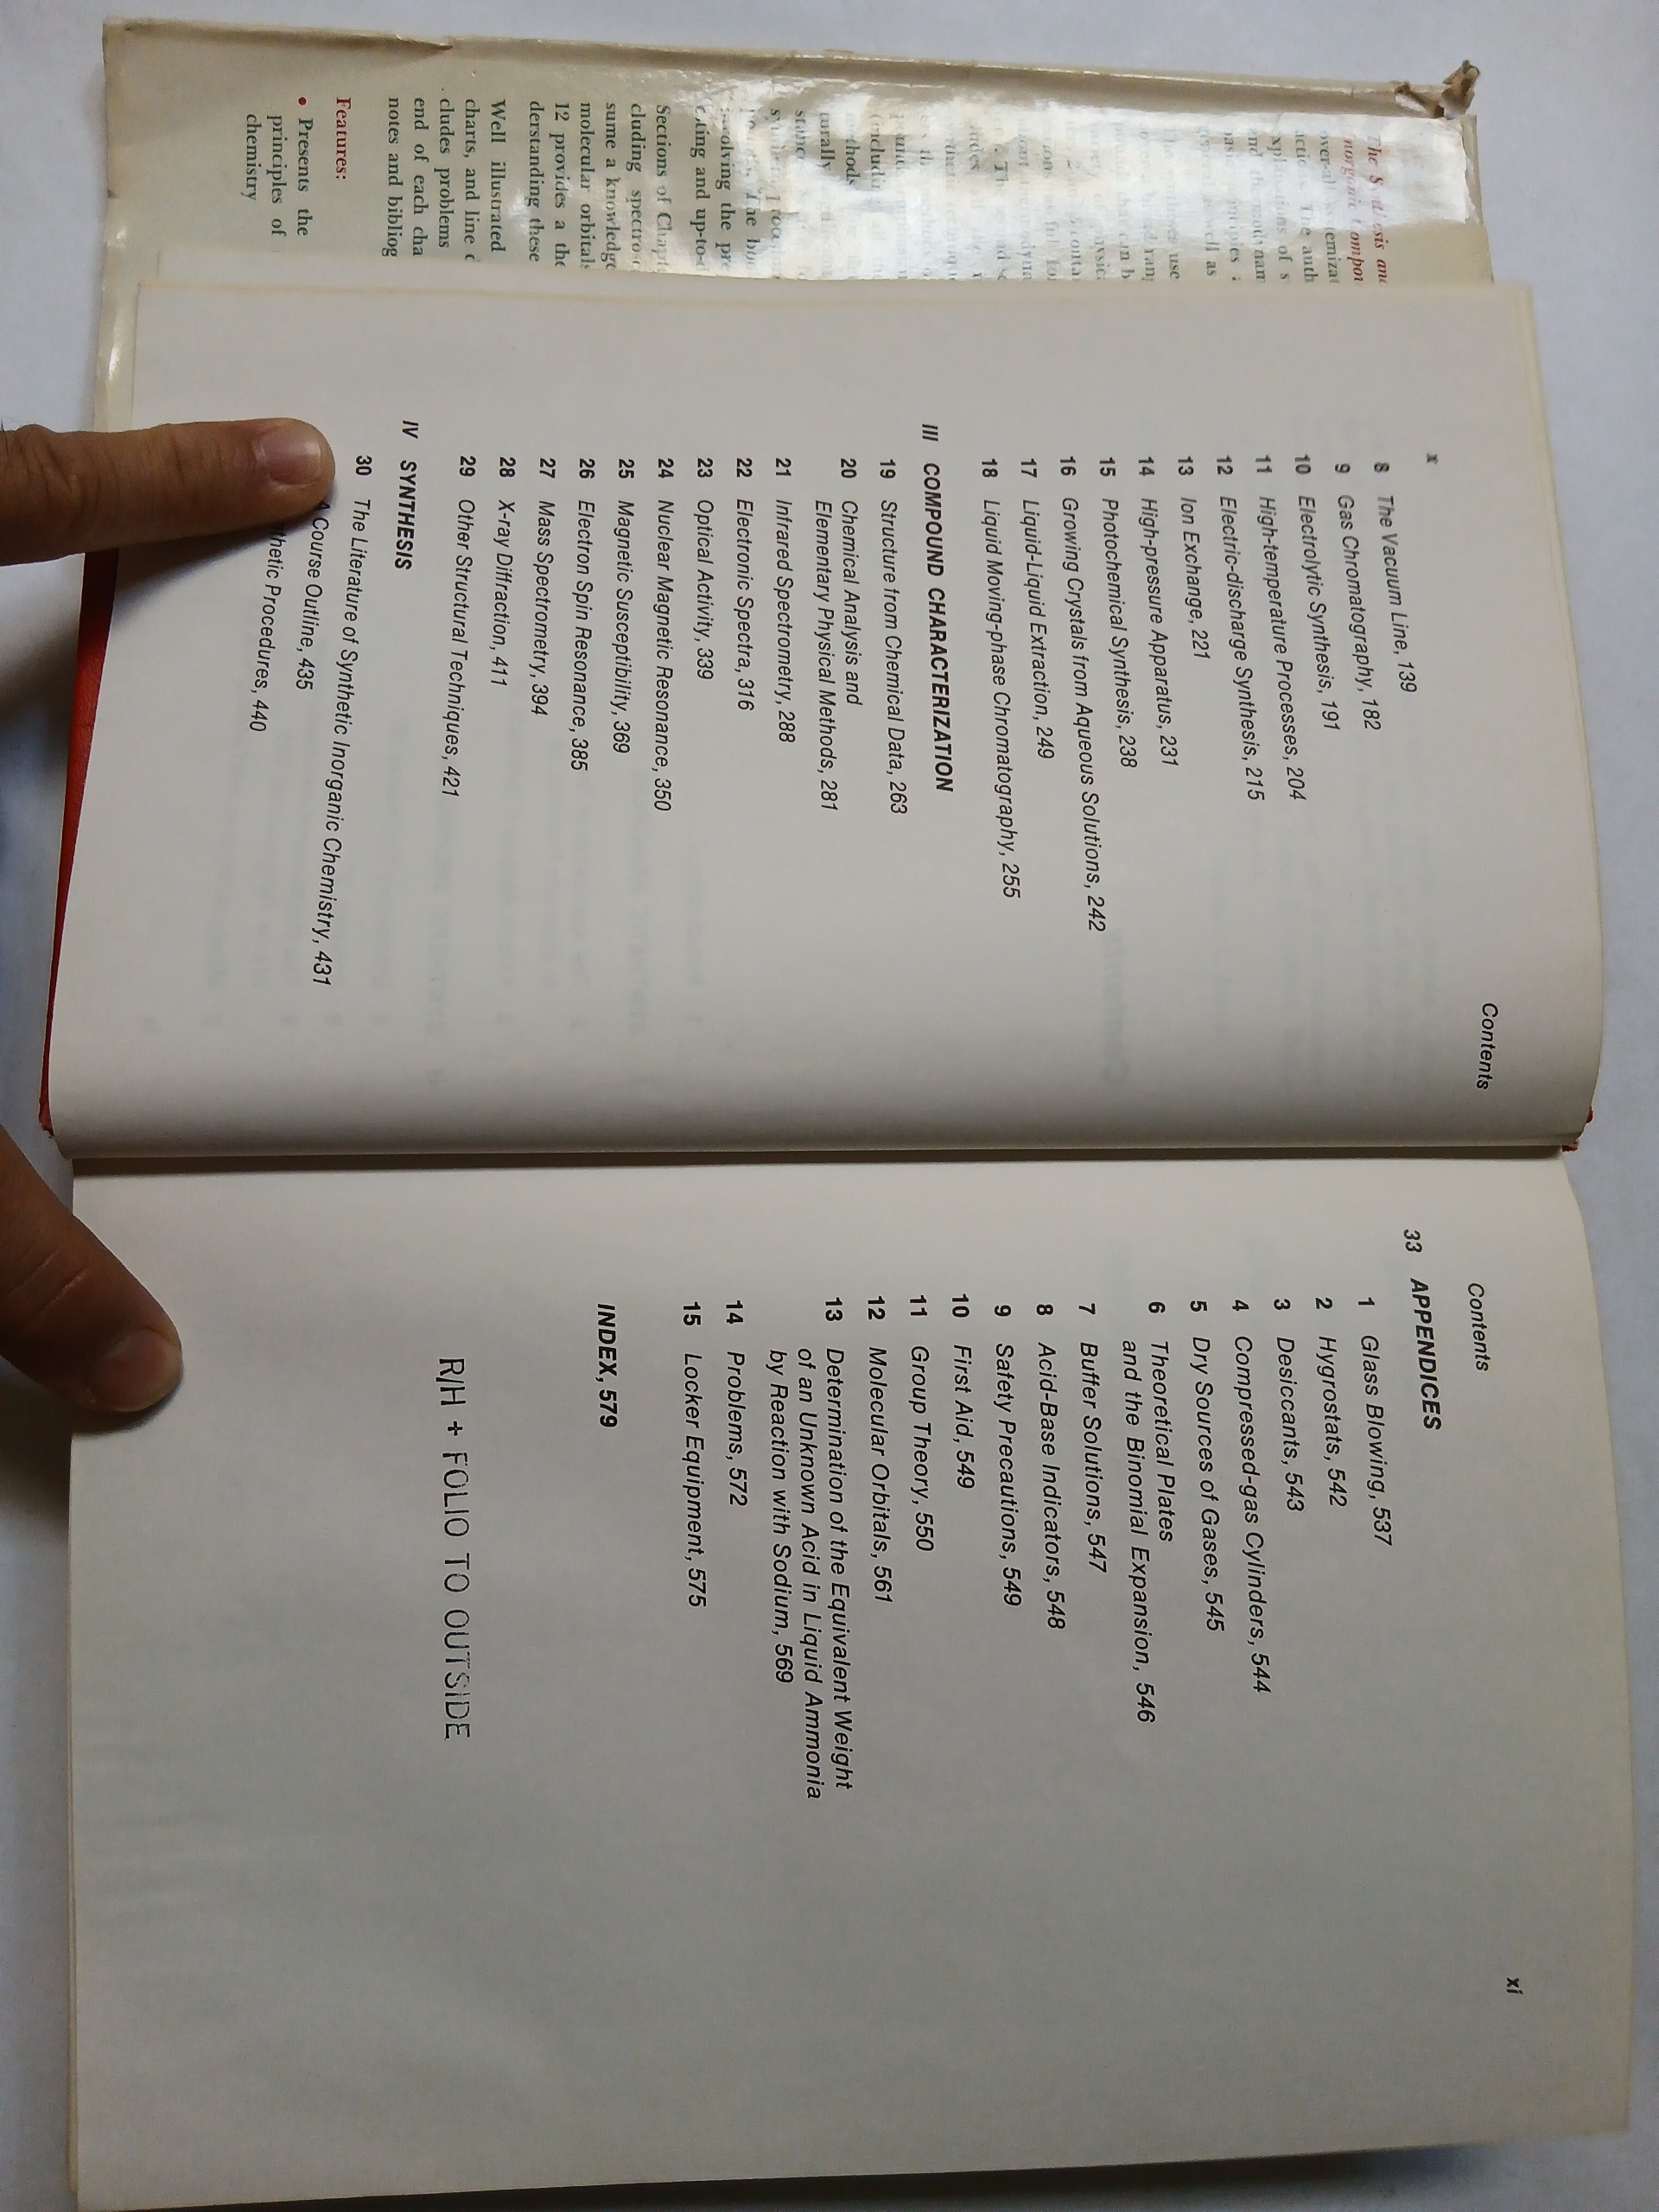 The S
inorganic Compou
Sections of Chapt
cluding spectros
sume a knowledge
molecular orbitals
12 provides a the
derstanding these
Well illustrated
charts, and line d
cludes problems
end of each cha
notes and bibliog
Features:
• Presents the
principles of
chemistry
x
Contents
8 The Vacuum Line, 139
9 Gas Chromatography, 182
10 Electrolytic Synthesis, 191
11 High-temperature Processes, 204
12 Electric-discharge Synthesis, 215
13 Ion Exchange, 221
14 High-pressure Apparatus, 231
15 Photochemical Synthesis, 238
16 Growing Crystals from Aqueous Solutions, 242
17 Liquid-Liquid Extraction, 249
18 Liquid Moving-phase Chromatography, 255
III COMPOUND CHARACTERIZATION
19 Structure from Chemical Data, 263
20 Chemical Analysis and
Elementary Physical Methods, 281
21 Infrared Spectrometry, 288
22 Electronic Spectra, 316
23 Optical Activity, 339
24 Nuclear Magnetic Resonance, 350
25 Magnetic Susceptibility, 369
26 Electron Spin Resonance, 385
27 Mass Spectrometry, 394
28 X-ray Diffraction, 411
29 Other Structural Techniques, 421
IV SYNTHESIS
30 The Literature of Synthetic Inorganic Chemistry, 431
A Course Outline, 435
thetic Procedures, 440
Contents
xi
33 APPENDICES
1 Glass Blowing, 537
2 Hygrostats, 542
3 Desiccants, 543
4 Compressed-gas Cylinders, 544
5 Dry Sources of Gases, 545
6 Theoretical Plates
and the Binomial Expansion, 546
7 Buffer Solutions, 547
8 Acid-Base Indicators, 548
9 Safety Precautions, 549
10 First Aid, 549
11 Group Theory, 550
12 Molecular Orbitals, 561
13 Determination of the Equivalent Weight
of an Unknown Acid in Liquid Ammonia
by Reaction with Sodium, 569
14 Problems, 572
15 Locker Equipment, 575
INDEX, 579
R/H + FOLIO TO OUTSIDE